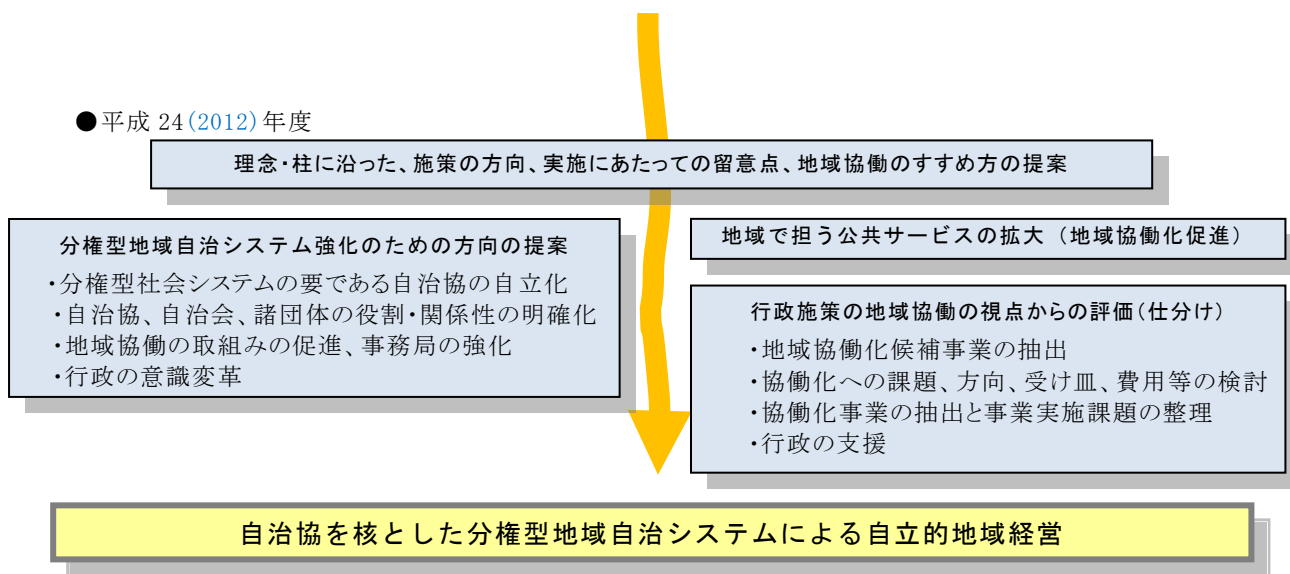 ●平成 24(2012)年度
理念・柱に沿った、施策の方向、実施にあたっての留意点、地域協働のすすめ方の提案
分権型地域自治システム強化のための方向の提案
・分権型社会システムの要である自治協の自立化
・自治協、自治会、諸団体の役割・関係性の明確化
・地域協働の取組みの促進、事務局の強化
・行政の意識変革
地域で担う公共サービスの拡大（地域協働化促進）
行政施策の地域協働の視点からの評価（仕分け）
・地域協働化候補事業の抽出
・協働化への課題、方向、受け皿、費用等の検討
・協働化事業の抽出と事業実施課題の整理
・行政の支援
自治協を核とした分権型地域自治システムによる自立的地域経営